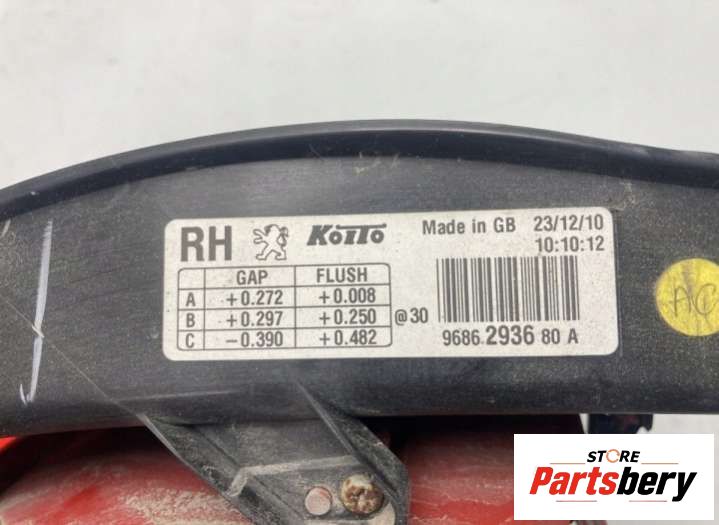 RH KOITO Made in GB 23/12/10
10:10:12
GAP FLUSH
A +0.272 +0.008
B +0.297 +0.250 @30
C -0.390 +0.482
9686 2936 80 A
AC
STORE
Partsbery